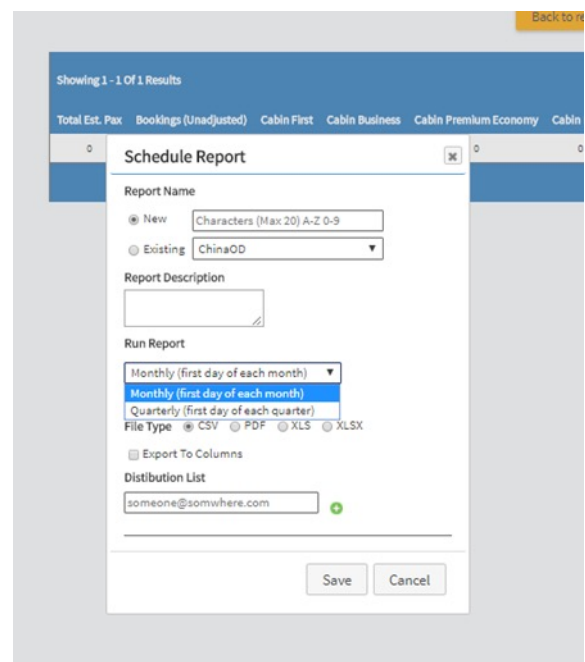 Back to re
Showing 1 - 1 Of 1 Results
Total Est. Pax Bookings (Unadjusted) Cabin First Cabin Business Cabin Premium Economy Cabin
0 0 0
Schedule Report
Report Name
New Characters (Max 20) A-Z 0-9
Existing ChinaOD
Report Description
Run Report
Monthly (first day of each month)
Monthly (first day of each month)
Quarterly (first day of each quarter)
File Type CSV PDF XLS XLSX
Export To Columns
Distibution List
someone@somwhere.com
Save Cancel